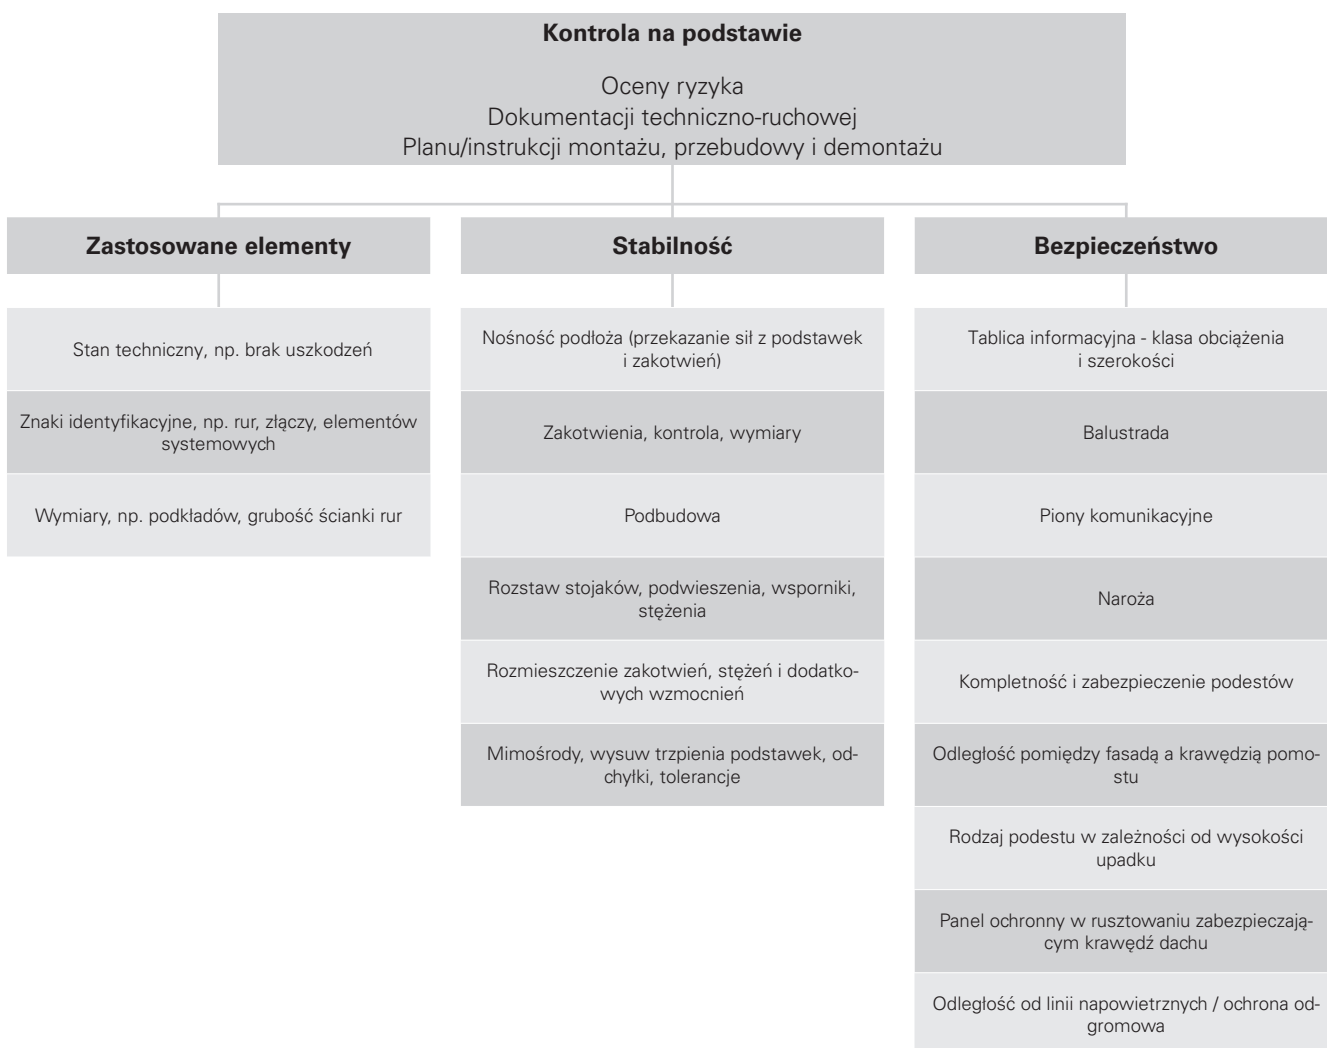 Kontrola na podstawie
Oceny ryzyka
Dokumentacji techniczno-ruchowej
Planu/instrukcji montażu, przebudowy i demontażu
Zastosowane elementy
Stan techniczny, np. brak uszkodzeń
Znaki identyfikacyjne, np. rur, złączy, elementów
systemowych
Wymiary, np. podkładów, grubość ścianki rur
Stabilność
Nośność podłoża (przekazanie sił z podstawek
i zakotwień)
Zakotwienia, kontrola, wymiary
Podbudowa
Rozstaw stojaków, podwieszenia, wsporniki,
stężenia
Rozmieszczenie zakotwień, stężeń i dodatko-
wych wzmocnień
Mimośrody, wysuw trzpienia podstawek, od-
chyłki, tolerancje
Bezpieczeństwo
Tablica informacyjna - klasa obciążenia
i szerokości
Balustrada
Piony komunikacyjne
Naroża
Kompletność i zabezpieczenie podestów
Odległość pomiędzy fasadą a krawędzią pomo-
stu
Rodzaj podestu w zależności od wysokości
upadku
Panel ochronny w rusztowaniu zabezpieczają-
cym krawędź dachu
Odległość od linii napowietrznych / ochrona od-
gromowa